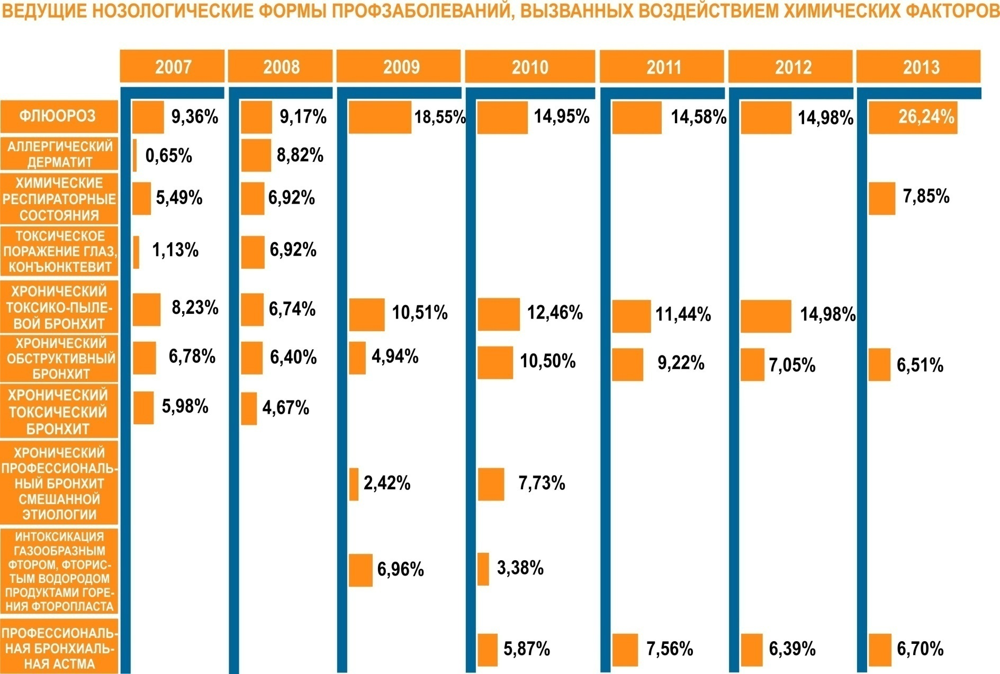 ВЕДУЩИЕ НОЗОЛОГИЧЕСКИЕ ФОРМЫ ПРОФЗАБОЛЕВАНИЙ, ВЫЗВАННЫХ ВОЗДЕЙСТВИЕМ ХИМИЧЕСКИХ ФАКТОРОВ
2007 2008 2009 2010 2011 2012 2013
ФЛЮОРОЗ 9,36% 9,17% 18,55% 14,95% 14,58% 14,98% 26,24%
АЛЛЕРГИЧЕСКИЙ
ДЕРМАТИТ
0,65% 8,82%
ХИМИЧЕСКИЕ
РЕСПИРАТОРНЫЕ
СОСТОЯНИЯ
5,49% 6,92% 7,85%
ТОКСИЧЕСКОЕ
ПОРАЖЕНИЕ ГЛАЗ,
КОНЪЮНКТЕВИТ
1,13% 6,92%
ХРОНИЧЕСКИЙ
ТОКСИКО-ПЫЛЕ-
ВОЙ БРОНХИТ
8,23% 6,74% 10,51% 12,46% 11,44% 14,98%
ХРОНИЧЕСКИЙ
ОБСТРУКТИВНЫЙ
БРОНХИТ
6,78% 6,40% 4,94% 10,50% 9,22% 7,05% 6,51%
ХРОНИЧЕСКИЙ
ТОКСИЧЕСКИЙ
БРОНХИТ
5,98% 4,67%
ХРОНИЧЕСКИЙ
ПРОФЕССИОНАЛЬ-
НЫЙ БРОНХИТ
СМЕШАННОЙ
ЭТИОЛОГИИ
2,42% 7,73%
ИНТОКСИКАЦИЯ
ГАЗООБРАЗНЫМ
ФТОРОМ, ФТОРИС-
ТЫМ ВОДОРОДОМ
ПРОДУКТАМИ ГОРЕ-
НИЯ ФТОРОПЛАСТА
6,96% 3,38%
ПРОФЕССИОНАЛЬ-
НАЯ БРОНХИАЛЬ-
НАЯ АСТМА
5,87% 7,56% 6,39% 6,70%